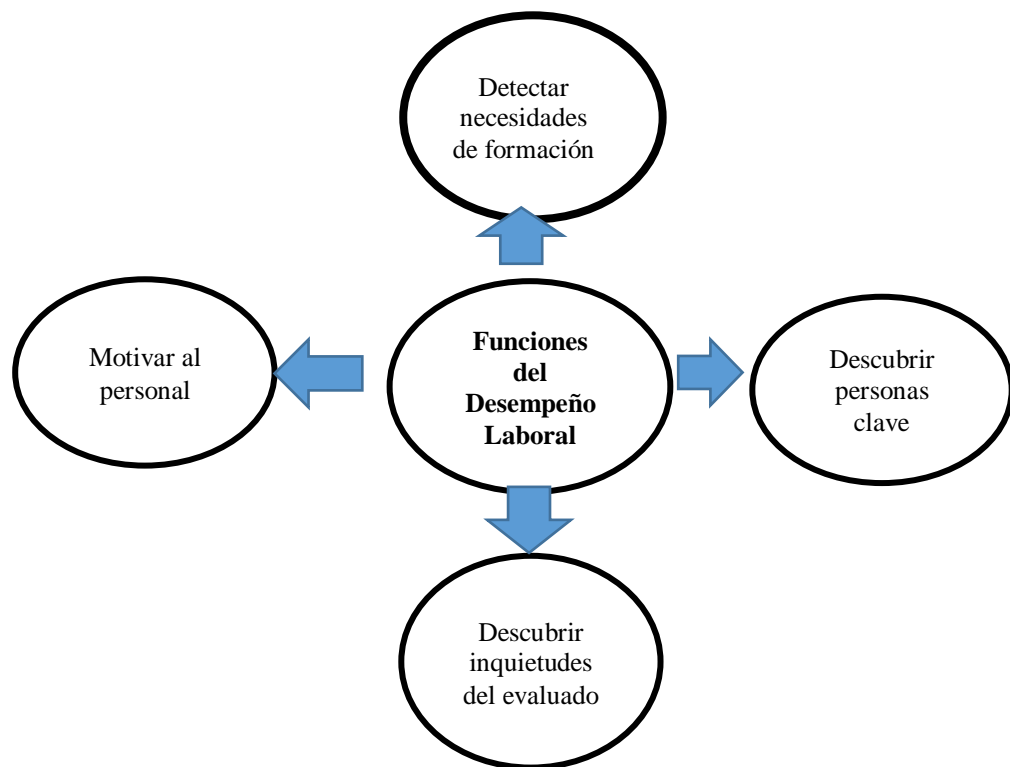 Detectar
necesidades
de formación
Motivar al
personal
Funciones
del
Desempeño
Laboral
Descubrir
personas
clave
Descubrir
inquietudes
del evaluado